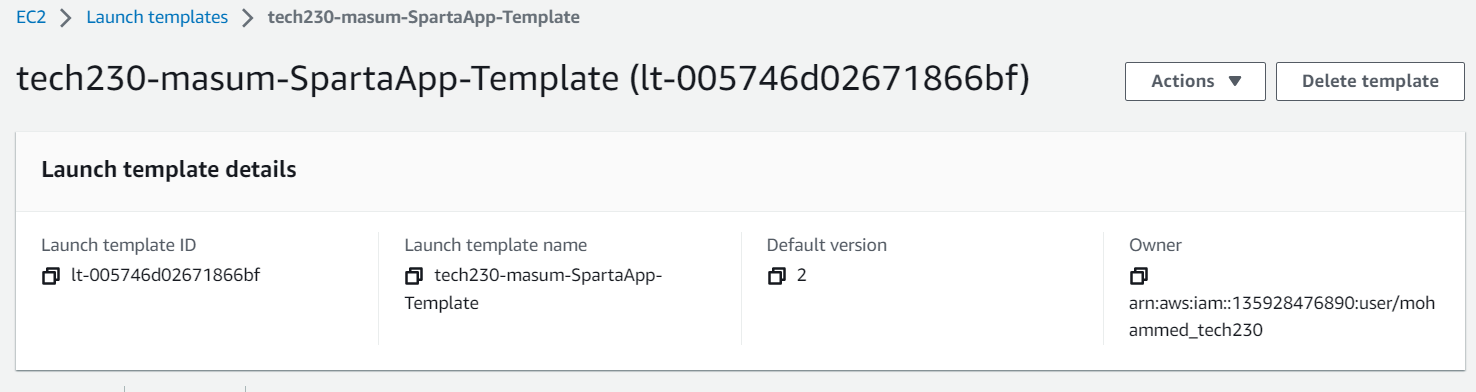 EC2 > Launch templates > tech230-masum-SpartaApp-Template
tech230-masum-SpartaApp-Template (lt-005746d02671866bf)
Actions
Delete template
Launch template details
Launch template ID
lt-005746d02671866bf
Launch template name
tech230-masum-SpartaApp-
Template
Default version
2
Owner
arn:aws:iam::135928476890:user/moh
ammed_tech230